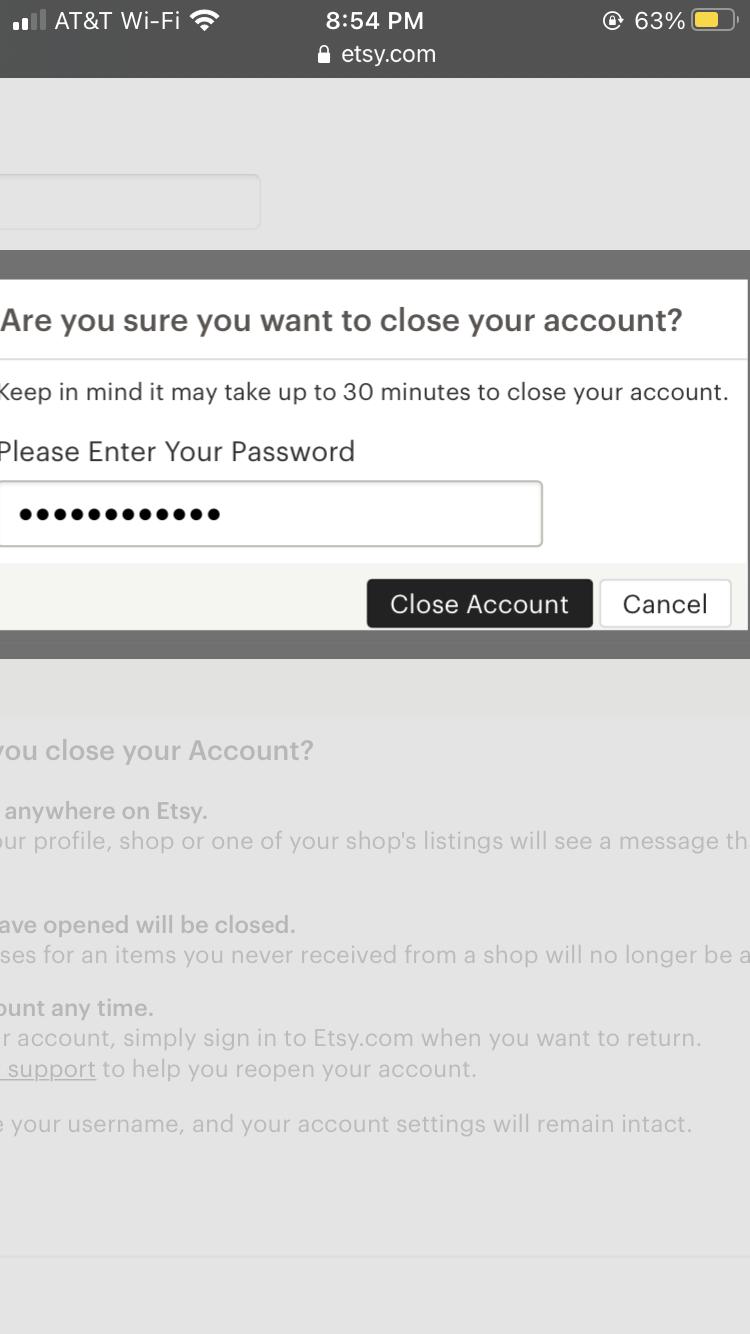 AT&T Wi-Fi 8:54 PM 63%
etsy.com
Are you sure you want to close your account?
Keep in mind it may take up to 30 minutes to close your account.
Please Enter Your Password
••••••••••••
Close Account Cancel
you close your Account?
anywhere on Etsy.
our profile, shop or one of your shop's listings will see a message th
ave opened will be closed.
ses for an items you never received from a shop will no longer be a
ount any time.
r account, simply sign in to Etsy.com when you want to return.
support to help you reopen your account.
e your username, and your account settings will remain intact.